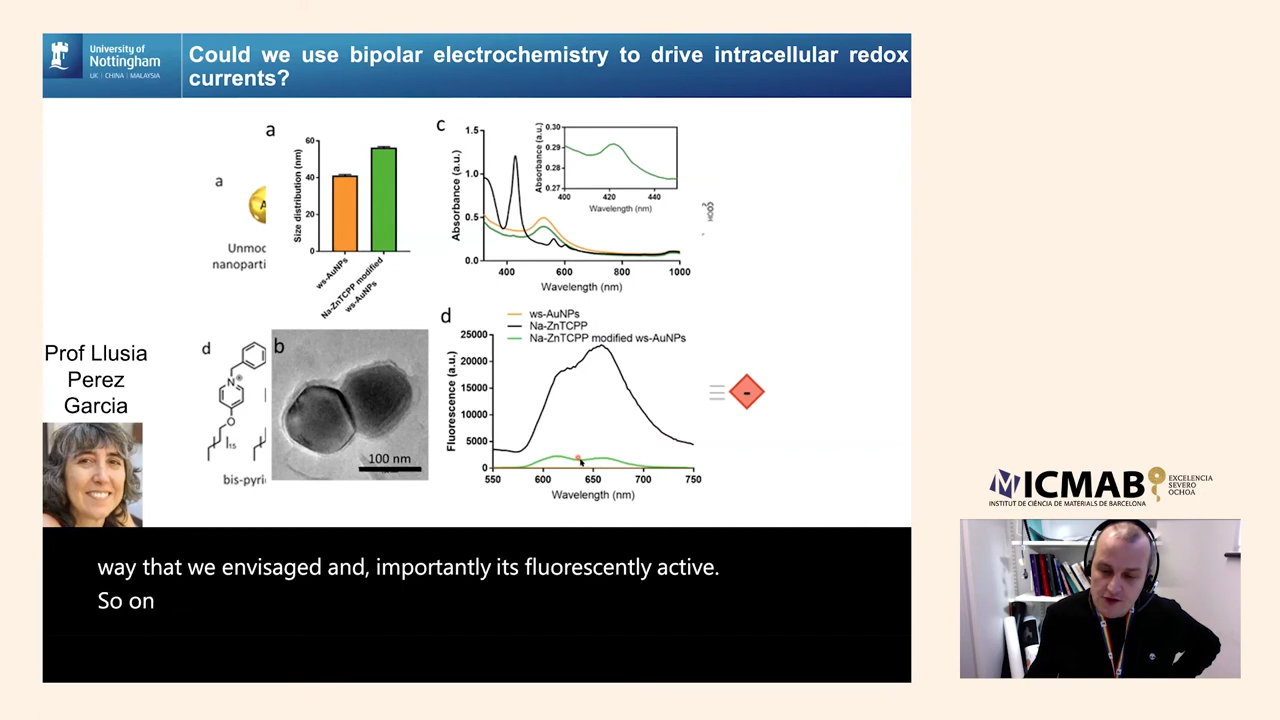 University of
Nottingham
UK | CHINA | MALAYSIA
Could we use bipolar electrochemistry to drive intracellular redox
currents?
a
Unmoc
nanoparti
a
Size distribution (nm)
60
40
20
0
ws-AuNPs
Na-ZnTCPP modified
ws-AuNPs
c
Absorbance (a.u.)
1.5
1.0
0.5
0.0
400
600
800
1000
Wavelength (nm)
Absorbance (a.u.)
0.30
0.29
0.28
0.27
400
420
440
Wavelength (nm)
COOH
Prof Llusia
Perez
Garcia
d
N
O
15
bis-pyri
b
100 nm
d
ws-AuNPs
Na-ZnTCPP
Na-ZnTCPP modified ws-AuNPs
Fluorescence (a.u.)
25000
20000
15000
10000
5000
0
550
600
650
700
750
Wavelength (nm)
-
way that we envisaged and, importantly its fluorescently active.
So on
ICMAB
INSTITUT DE CIÈNCIA DE MATERIALS DE BARCELONA
EXCELENCIA
SEVERO
OCHOA